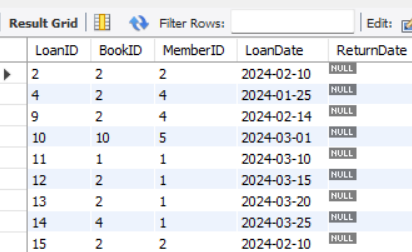 Result Grid Filter Rows: Edit:
LoanID BookID MemberID LoanDate ReturnDate
2 2 2 2024-02-10 NULL
4 2 4 2024-01-25 NULL
9 2 4 2024-02-14 NULL
10 10 5 2024-03-01 NULL
11 1 1 2024-03-10 NULL
12 2 1 2024-03-15 NULL
13 2 1 2024-03-20 NULL
14 4 1 2024-03-25 NULL
15 2 2 2024-02-10 NULL